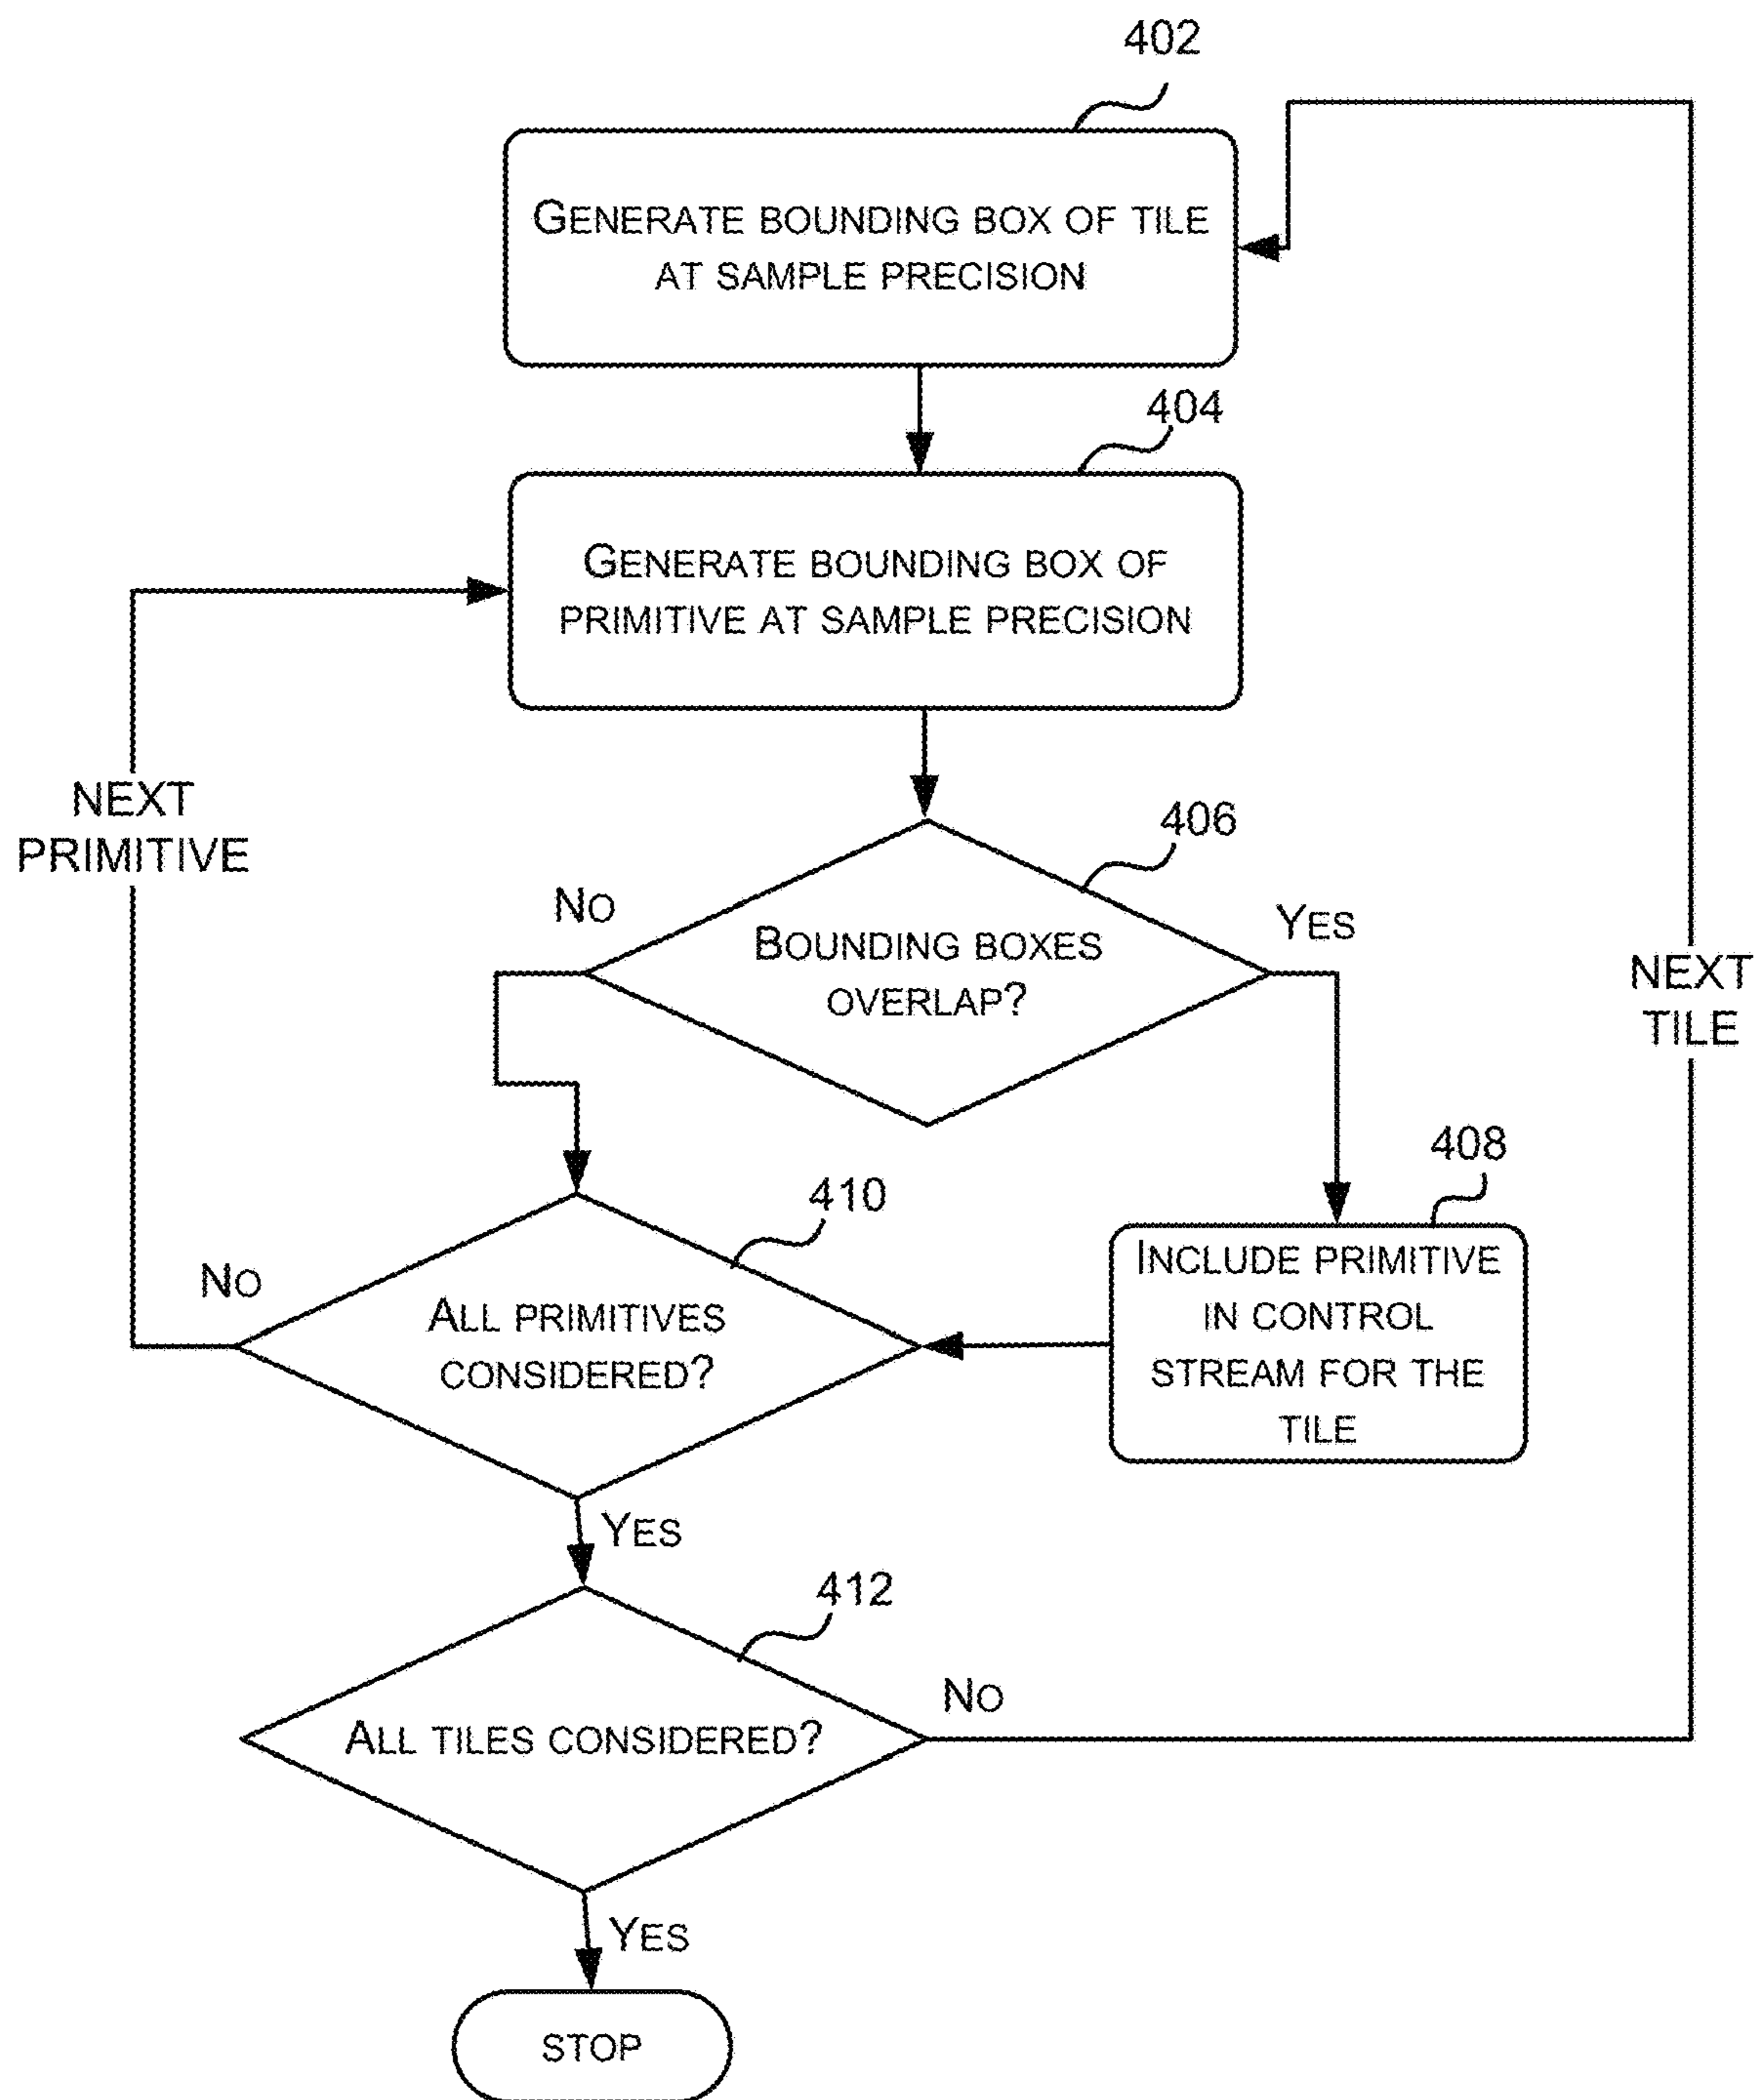 402
GENERATE BOUNDING BOX OF TILE
AT SAMPLE PRECISION
404
GENERATE BOUNDING BOX OF
PRIMITIVE AT SAMPLE PRECISION
NEXT
PRIMITIVE
406
NO
YES
BOUNDING BOXES
OVERLAP?
NEXT
TILE
408
410
INCLUDE PRIMITIVE
IN CONTROL
STREAM FOR THE
TILE
NO
ALL PRIMITIVES
CONSIDERED?
YES
412
NO
ALL TILES CONSIDERED?
YES
STOP